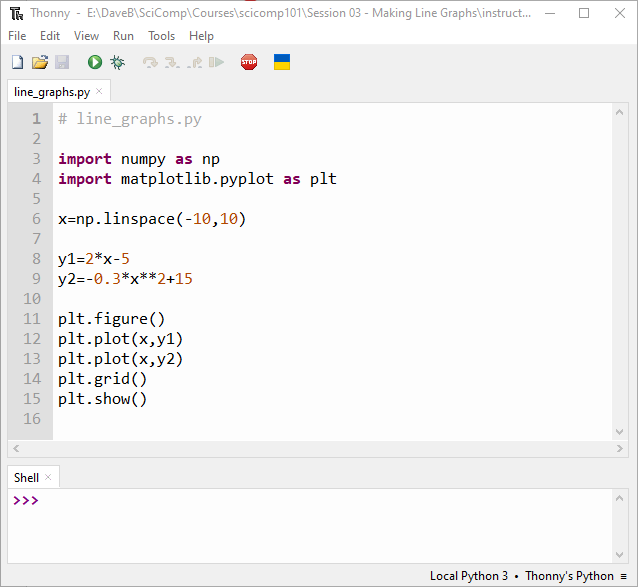 Thonny - E:\DaveB\SciComp\Courses\scicomp101\Session 03 - Making Line Graphs\instruct...
File Edit View Run Tools Help
STOP
line_graphs.py ×
1 # line_graphs.py
2
3 import numpy as np
4 import matplotlib.pyplot as plt
5
6 x=np.linspace(-10,10)
7
8 y1=2*x-5
9 y2=-0.3*x**2+15
10
11 plt.figure()
12 plt.plot(x,y1)
13 plt.plot(x,y2)
14 plt.grid()
15 plt.show()
16
Shell ×
>>>
Local Python 3 • Thonny's Python ≡